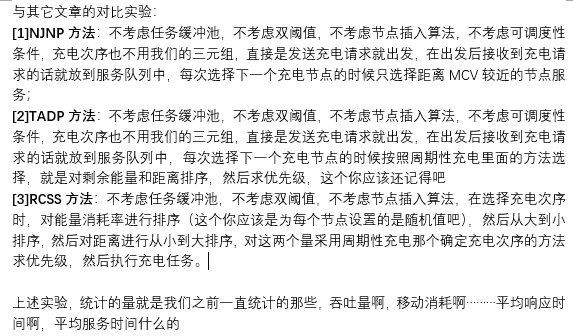 与其它文章的对比实验：
[1]NJNP 方法：不考虑任务缓冲池，不考虑双阈值，不考虑节点插入算法，不考虑可调度性
条件，充电次序也不用我们的三元组，直接是发送充电请求就出发，在出发后接收到充电请
求的话就放到服务队列中，每次选择下一个充电节点的时候只选择距离 MCV 较近的节点服
务；
[2]TADP 方法：不考虑任务缓冲池，不考虑双阈值，不考虑节点插入算法，不考虑可调度性
条件，充电次序也不用我们的三元组，直接是发送充电请求就出发，在出发后接收到充电请
求的话就放到服务队列中，每次选择下一个充电节点的时候按照周期性充电里面的方法选
择，就是对剩余能量和距离排序，然后求优先级，这个你应该还记得吧
[3]RCSS 方法：不考虑任务缓冲池，不考虑双阈值，不考虑节点插入算法，在选择充电次序
时，对能量消耗率进行排序（这个你应该是为每个节点设置的是随机值吧），然后从大到小
排序，然后对距离进行从小到大排序，对这两个量采用周期性充电那个确定充电次序的方法
求优先级，然后执行充电任务。
上述实验，统计的量就是我们之前一直统计的那些，吞吐量啊，移动消耗啊………平均响应时
间啊，平均服务时间什么的